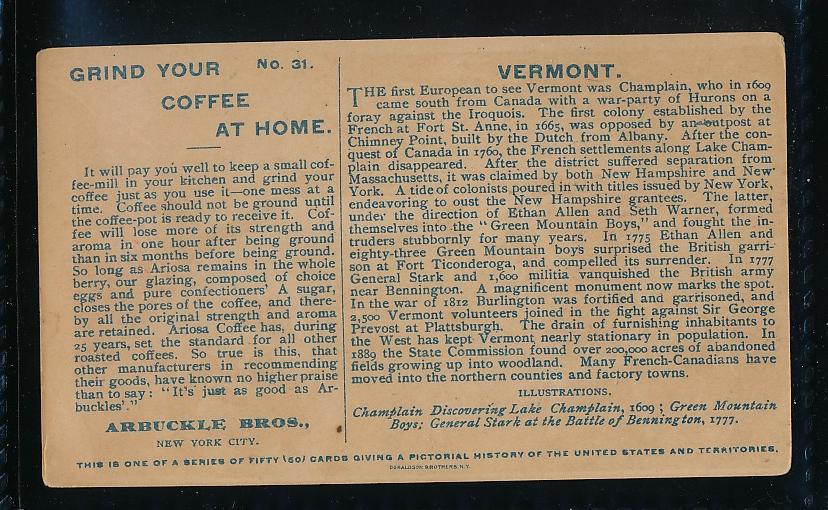 GRIND YOUR No. 31.
COFFEE
AT HOME.
It will pay you well to keep a small cof-
fee-mill in your kitchen and grind your
coffee just as you use it—one mess at a
time. Coffee should not be ground until
the coffee-pot is ready to receive it. Cof-
fee will lose more of its strength and
aroma in one hour after being ground
than in six months before being ground.
So long as Ariosa remains in the whole
berry, our glazing, composed of choice
eggs and pure confectioners' A sugar,
closes the pores of the coffee, and there-
by all the original strength and aroma
are retained. Ariosa Coffee has, during
25 years, set the standard for all other
roasted coffees. So true is this, that
other manufacturers in recommending
their goods, have known no higher praise
than to say: "It's just as good as Ar-
buckles'."
ARBUCKLE BROS.,
NEW YORK CITY.
VERMONT.
THE first European to see Vermont was Champlain, who in 1609
came south from Canada with a war-party of Hurons on a
foray against the Iroquois. The first colony established by the
French at Fort St. Anne, in 1665, was opposed by an outpost at
Chimney Point, built by the Dutch from Albany. After the con-
quest of Canada in 1760, the French settlements along Lake Cham-
plain disappeared. After the district suffered separation from
Massachusetts, it was claimed by both New Hampshire and New
York. A tide of colonists poured in with titles issued by New York,
endeavoring to oust the New Hampshire grantees. The latter,
under the direction of Ethan Allen and Seth Warner, formed
themselves into the "Green Mountain Boys," and fought the in-
truders stubbornly for many years. In 1775 Ethan Allen and
eighty-three Green Mountain boys surprised the British garri-
son at Fort Ticonderoga, and compelled its surrender. In 1777
General Stark and 1,600 militia vanquished the British army
near Bennington. A magnificent monument now marks the spot.
In the war of 1812 Burlington was fortified and garrisoned, and
2,500 Vermont volunteers joined in the fight against Sir George
Prevost at Plattsburgh. The drain of furnishing inhabitants to
the West has kept Vermont nearly stationary in population. In
1889 the State Commission found over 200,000 acres of abandoned
fields growing up into woodland. Many French-Canadians have
moved into the northern counties and factory towns.
ILLUSTRATIONS.
Champlain Discovering Lake Champlain, 1609; Green Mountain
Boys; General Stark at the Battle of Bennington, 1777.
THIS IS ONE OF A SERIES OF FIFTY (50) CARDS GIVING A PICTORIAL HISTORY OF THE UNITED STATES AND TERRITORIES.
DONALDSON BROTHERS, N.Y.